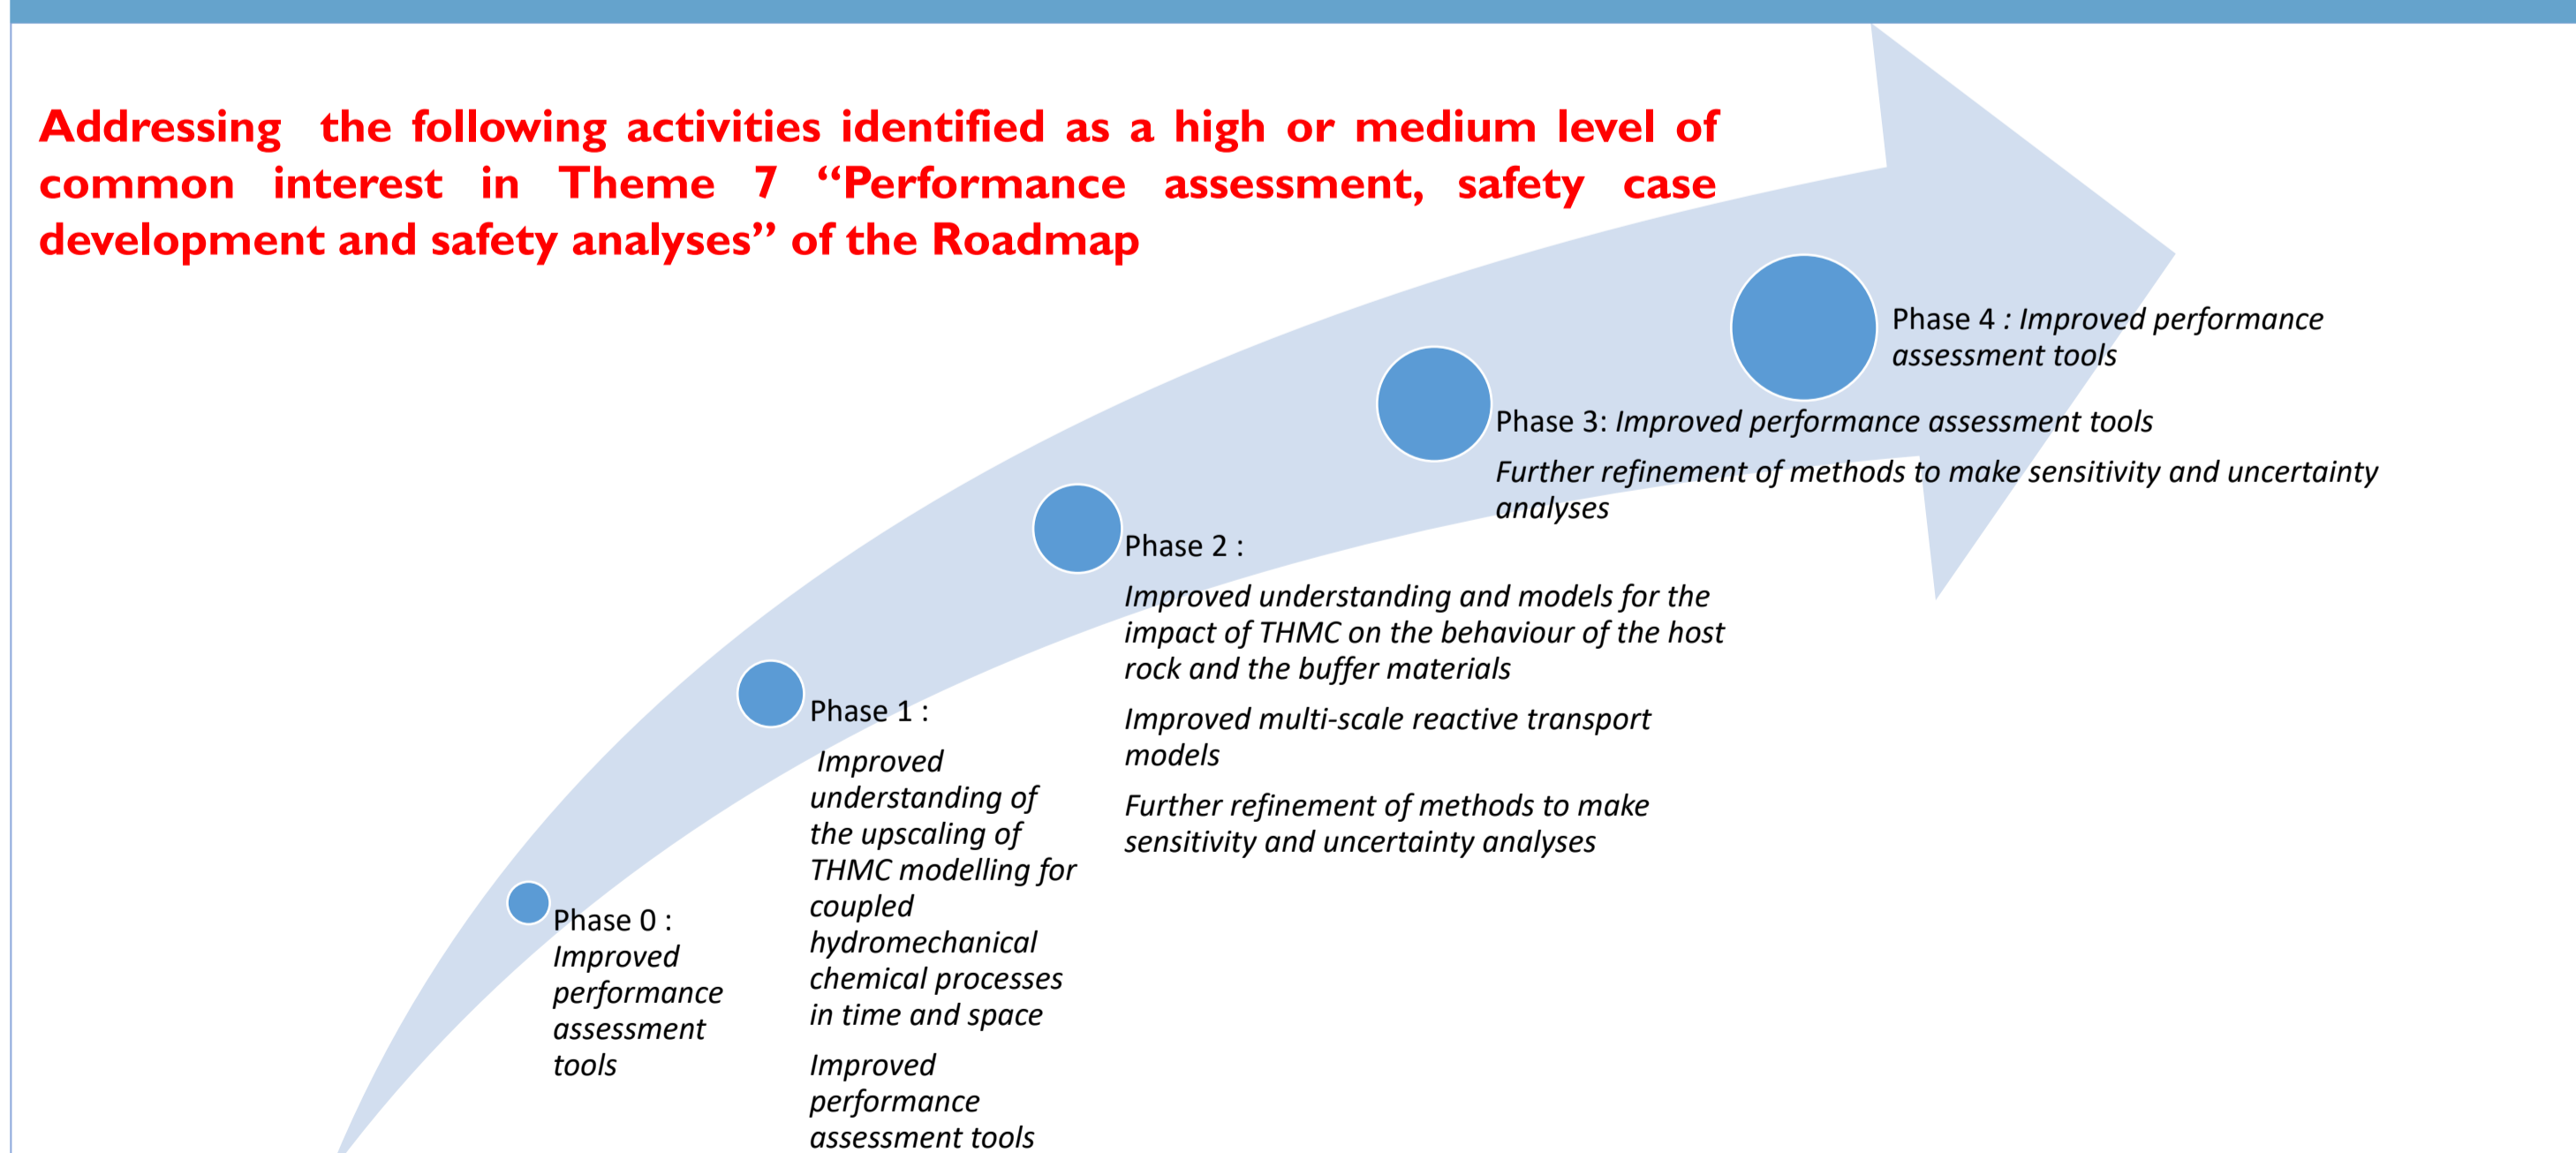 Addressing the following activities identified as a high or medium level of
common interest in Theme 7 “Performance assessment, safety case
development and safety analyses” of the Roadmap
Phase 4 : Improved performance
assessment tools
Phase 3: Improved performance assessment tools
Further refinement of methods to make sensitivity and uncertainty
analyses
Phase 2 :
Improved understanding and models for the
impact of THMC on the behaviour of the host
rock and the buffer materials
Improved multi-scale reactive transport
models
Further refinement of methods to make
sensitivity and uncertainty analyses
Phase 1 :
Improved
understanding of
the upscaling of
THMC modelling for
coupled
hydromechanical
chemical processes
in time and space
Improved
performance
assessment tools
Phase 0 :
Improved
performance
assessment
tools